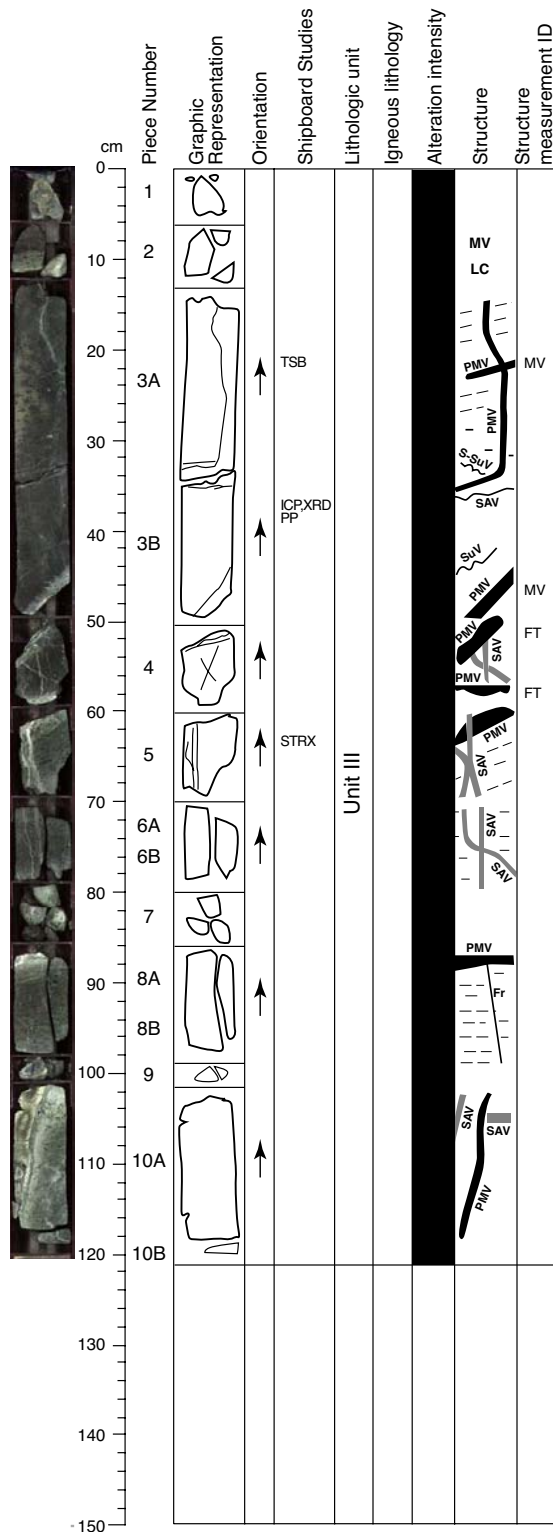 cm
Piece Number
Graphic
Representation
Orientation
Shipboard Studies
Lithologic unit
Igneous lithology
Alteration intensity
Structure
Structure
measurement ID
0
1
2
MV
10
LC
20
TSB
PMV
MV
3A
PMV
30
S-SuV
SAV
ICP,XRD
PP
40
3B
SuV
PMV
MV
50
PMV
SAV
FT
4
PMV
FT
60
PMV
5
STRX
SAV
Unit III
70
6A
SAV
6B
SAV
80
7
PMV
90
8A
Fr
8B
100
9
SAV
SAV
110
10A
PMV
120
10B
130
140
150